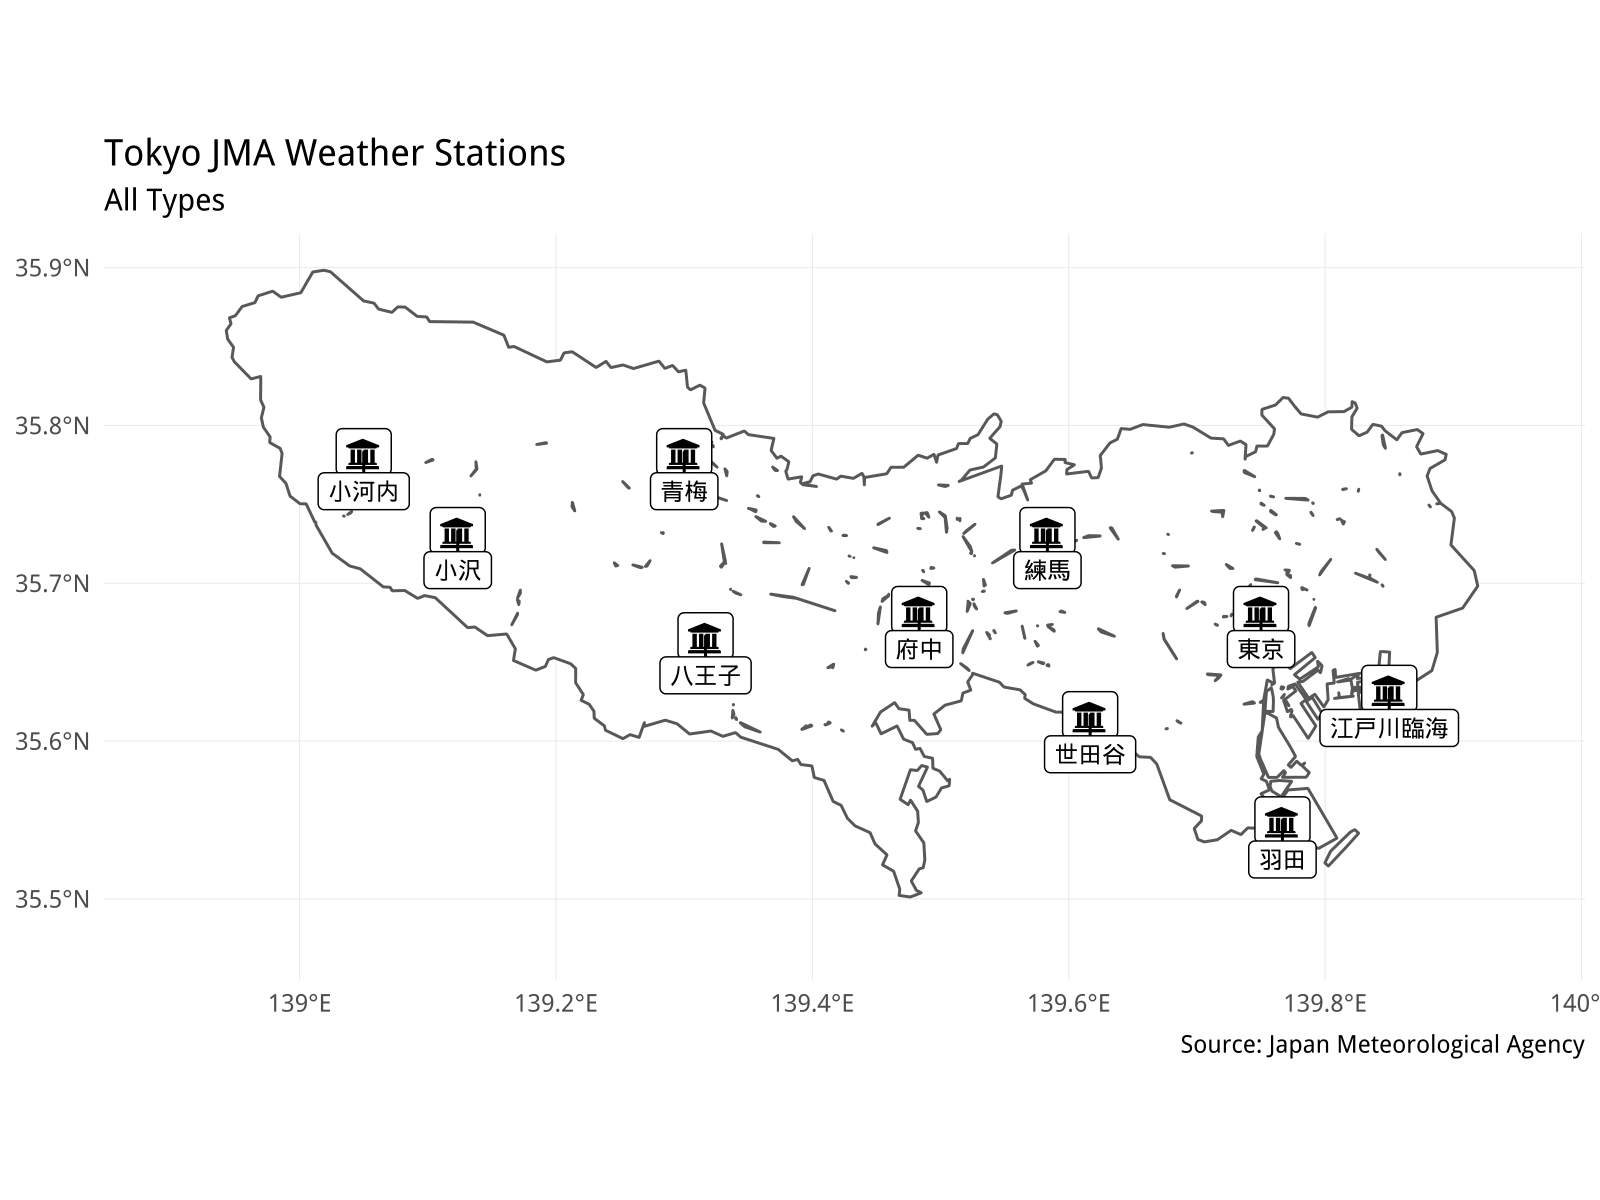 Tokyo JMA Weather Stations
All Types
35.9°N
35.8°N
35.7°N
35.6°N
35.5°N
小河内
青梅
小沢
練馬
府中
東京
八王子
江戸川臨海
世田谷
羽田
139°E
139.2°E
139.4°E
139.6°E
139.8°E
140°
Source: Japan Meteorological Agency